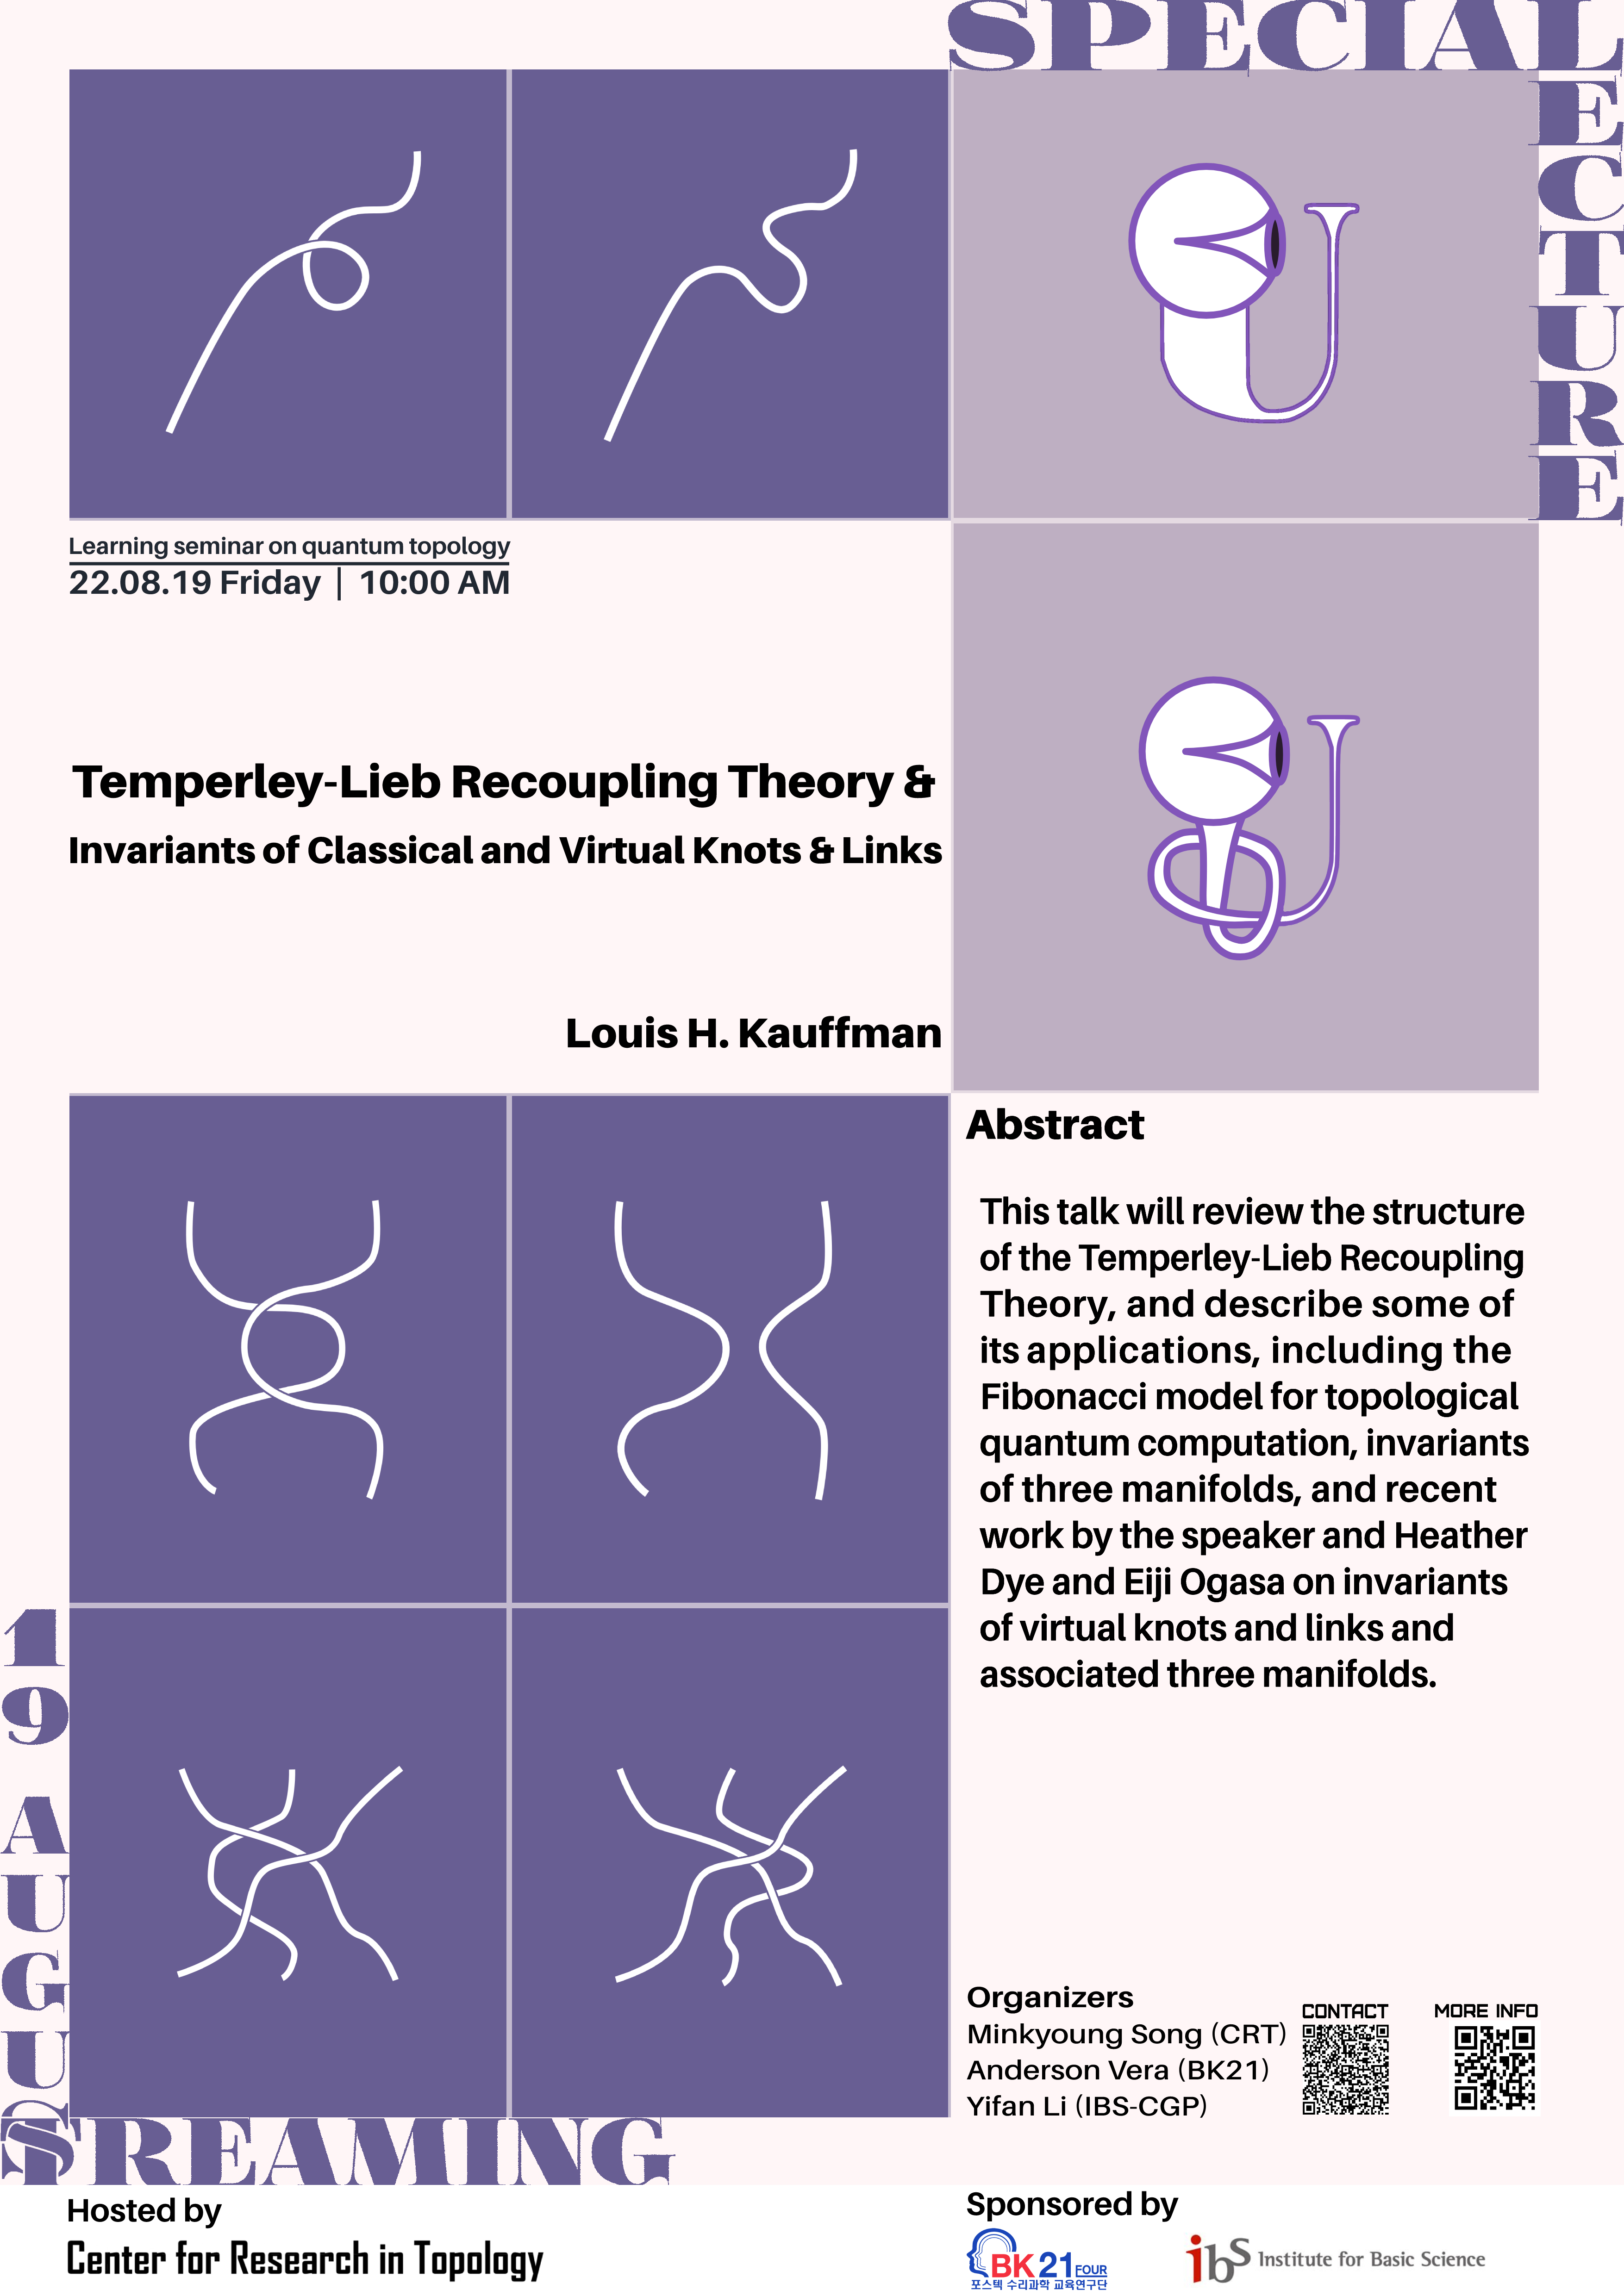 SPECIAL
LECTURE
Learning seminar on quantum topology
22.08.19 Friday | 10:00 AM
Temperley-Lieb Recoupling Theory &
Invariants of Classical and Virtual Knots & Links
Louis H. Kauffman
Abstract
This talk will review the structure
of the Temperley-Lieb Recoupling
Theory, and describe some of
its applications, including the
Fibonacci model for topological
quantum computation, invariants
of three manifolds, and recent
work by the speaker and Heather
Dye and Eiji Ogasa on invariants
of virtual knots and links and
associated three manifolds.
19 AUGUST
STREAMING
Organizers
Minkyoung Song (CRT)
Anderson Vera (BK21)
Yifan Li (IBS-CGP)
CONTACT
MORE INFO
Hosted by
Center for Research in Topology
Sponsored by
BK21 FOUR
포스텍 수리과학 교육연구단
ibs Institute for Basic Science